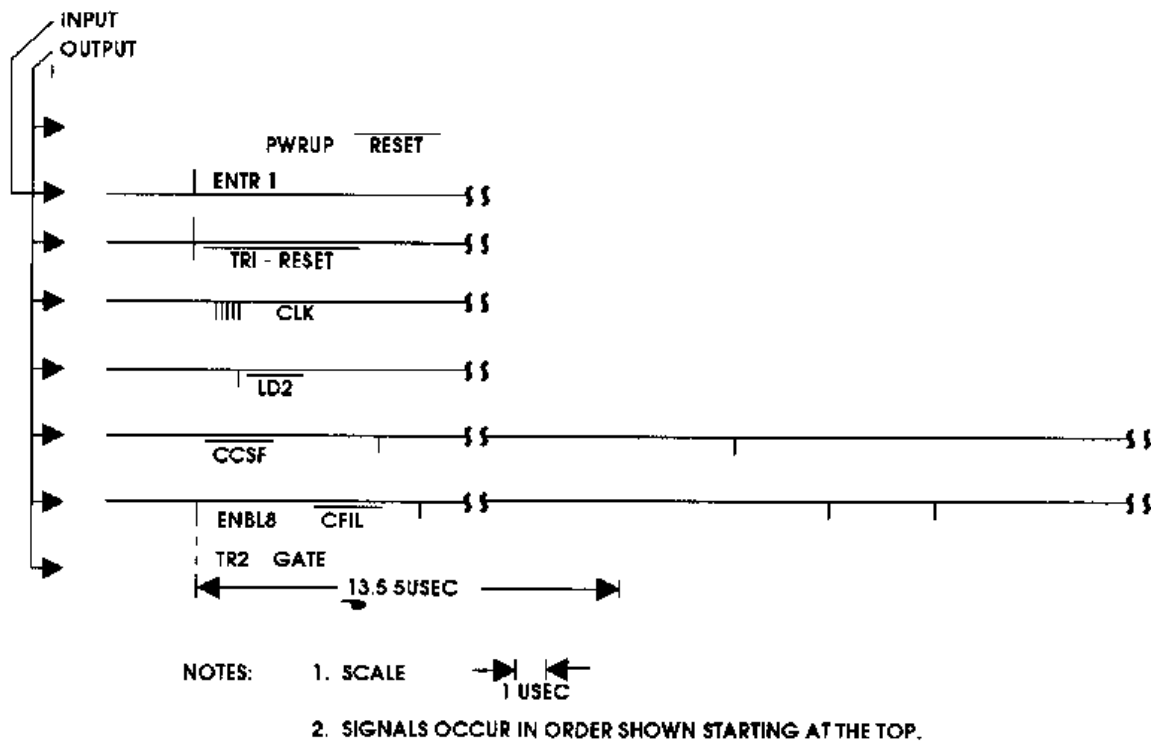 INPUT
OUTPUT
PWRUP RESET
ENTR 1
TRI - RESET
CLK
LD2
CCSF
ENBL8 CFIL
TR2 GATE
13.5 5USEC
NOTES: 1. SCALE
1 USEC
2. SIGNALS OCCUR IN ORDER SHOWN STARTING AT THE TOP.